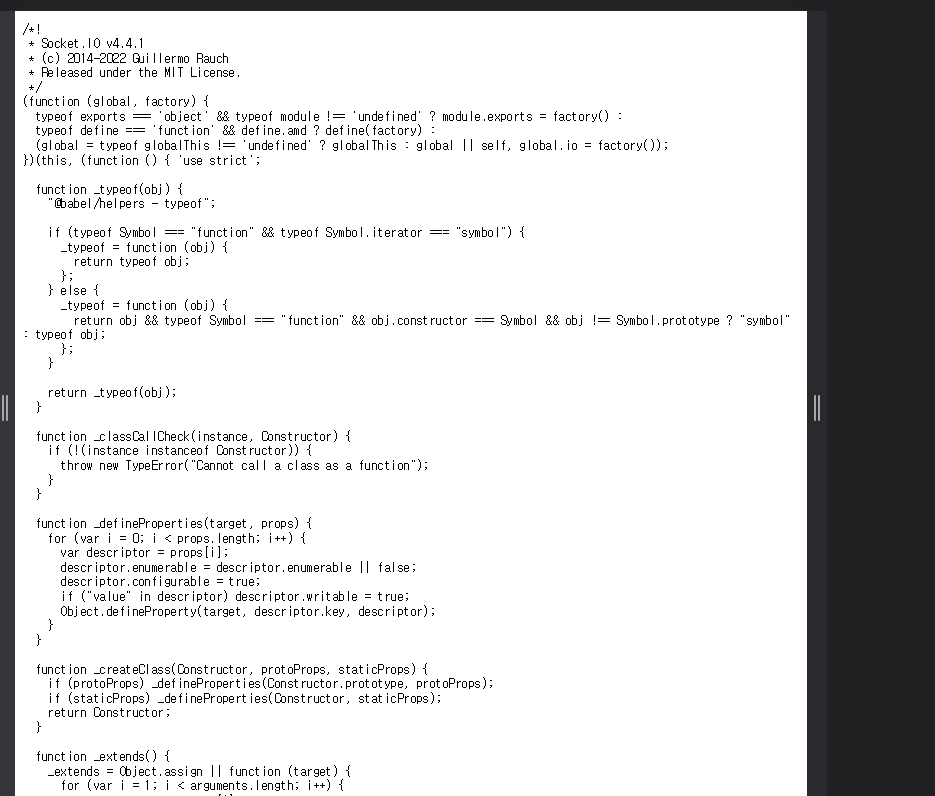 /*!
 * Socket.IO v4.4.1
 * (c) 2014-2022 Guillermo Rauch
 * Released under the MIT License.
 */
(function (global, factory) {
  typeof exports === 'object' && typeof module !== 'undefined' ? module.exports = factory() :
  typeof define === 'function' && define.amd ? define(factory) :
  (global = typeof globalThis !== 'undefined' ? globalThis : global || self, global.io = factory());
})(this, (function () { 'use strict';

  function _typeof(obj) {
    "@babel/helpers - typeof";

    if (typeof Symbol === "function" && typeof Symbol.iterator === "symbol") {
      _typeof = function (obj) {
        return typeof obj;
      };
    } else {
      _typeof = function (obj) {
        return obj && typeof Symbol === "function" && obj.constructor === Symbol && obj !== Symbol.prototype ? "symbol"
: typeof obj;
      };
    }

    return _typeof(obj);
  }

  function _classCallCheck(instance, Constructor) {
    if (!(instance instanceof Constructor)) {
      throw new TypeError("Cannot call a class as a function");
    }
  }

  function _defineProperties(target, props) {
    for (var i = 0; i < props.length; i++) {
      var descriptor = props[i];
      descriptor.enumerable = descriptor.enumerable || false;
      descriptor.configurable = true;
      if ("value" in descriptor) descriptor.writable = true;
      Object.defineProperty(target, descriptor.key, descriptor);
    }
  }

  function _createClass(Constructor, protoProps, staticProps) {
    if (protoProps) _defineProperties(Constructor.prototype, protoProps);
    if (staticProps) _defineProperties(Constructor, staticProps);
    return Constructor;
  }

  function _extends() {
    _extends = Object.assign || function (target) {
      for (var i = 1; i < arguments.length; i++) {